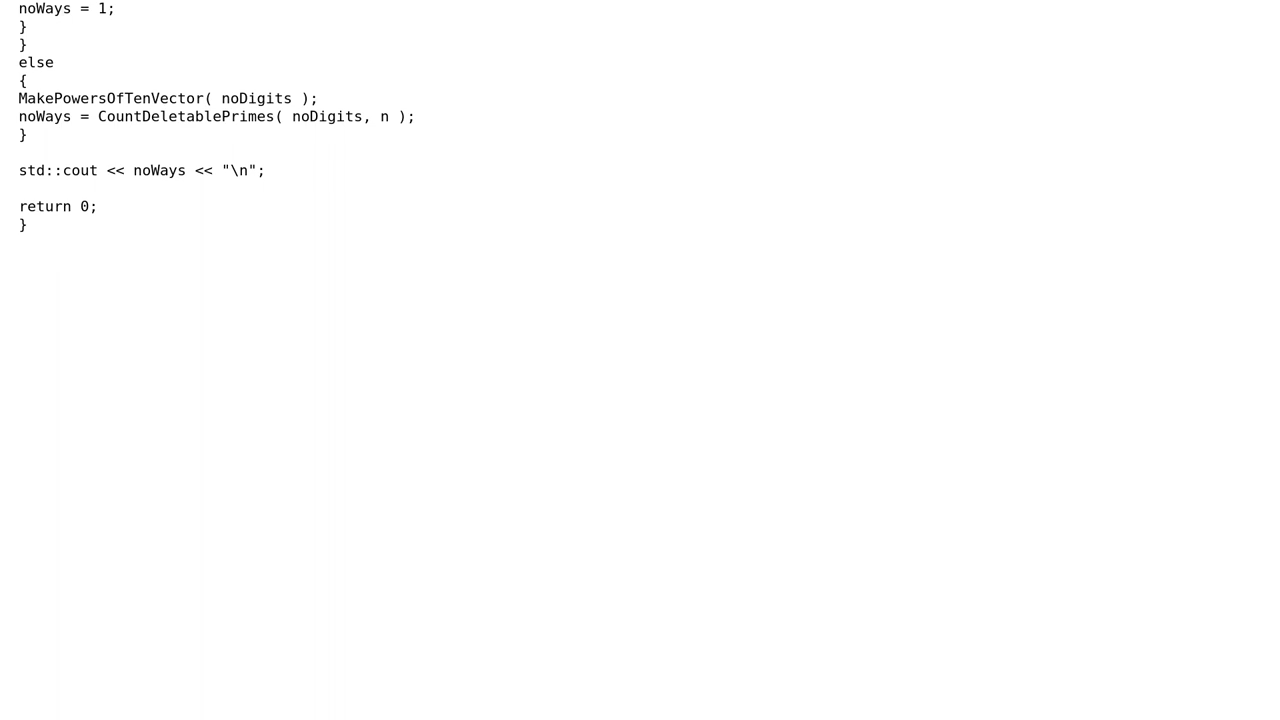 noWays = 1;
}
}
else
{
MakePowersOfTenVector( noDigits );
noWays = CountDeletablePrimes( noDigits, n );
}

std::cout << noWays << "\n";

return 0;
}